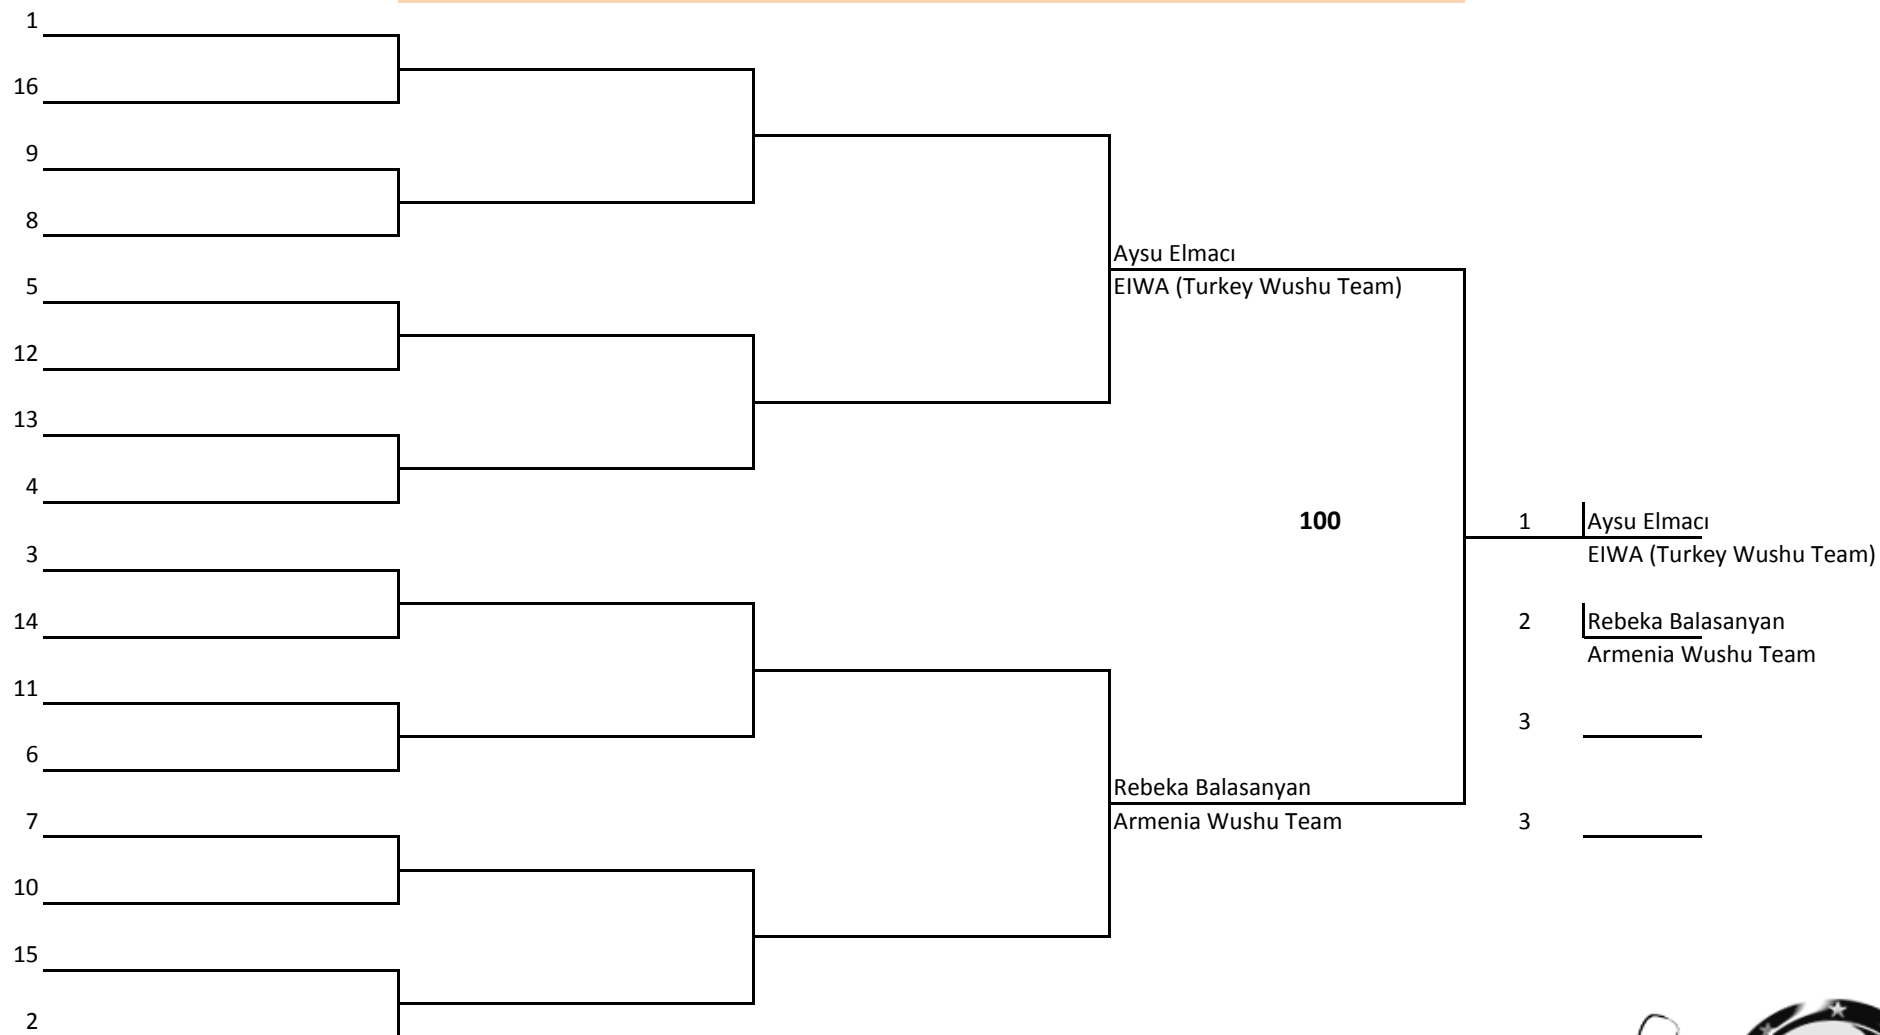 1
16
9
8
Aysu Elmacı
EIWA (Turkey Wushu Team)
5
12
13
4
100
1
Aysu Elmacı
EIWA (Turkey Wushu Team)
3
14
2
Rebeka Balasanyan
Armenia Wushu Team
11
3
6
Rebeka Balasanyan
Armenia Wushu Team
7
3
10
15
2